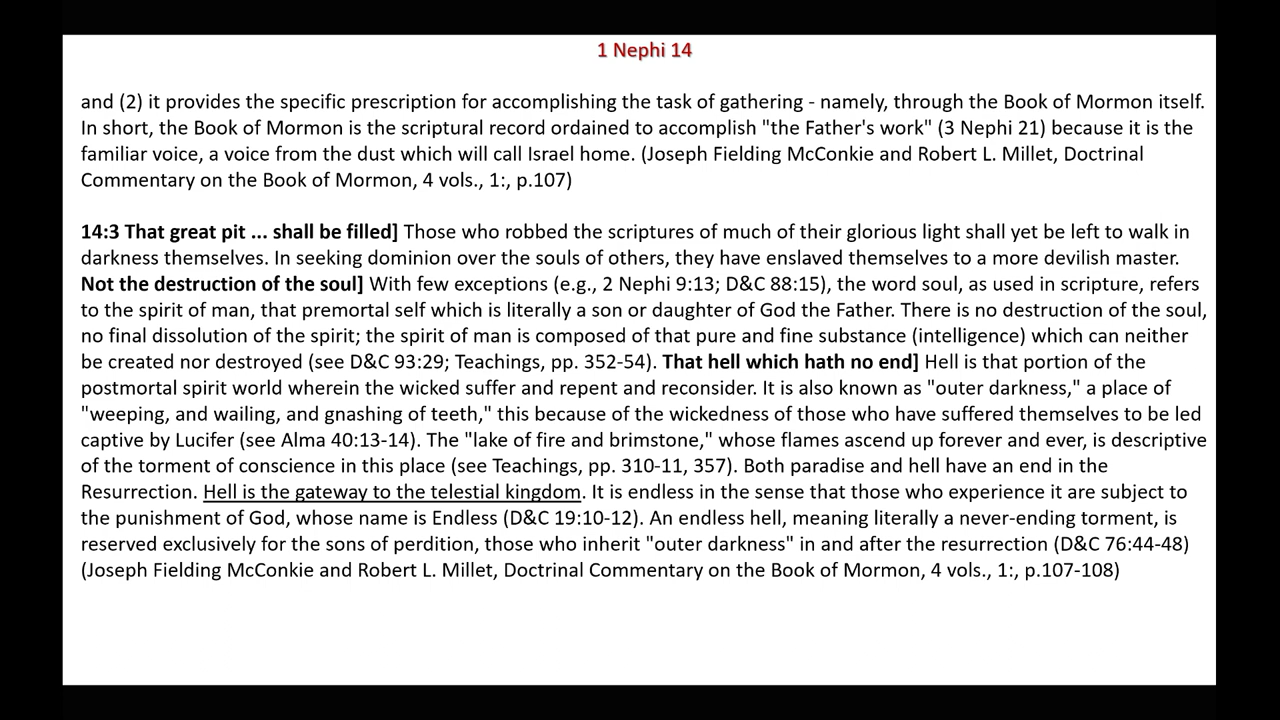 1 Nephi 14
and (2) it provides the specific prescription for accomplishing the task of gathering - namely, through the Book of Mormon itself.
In short, the Book of Mormon is the scriptural record ordained to accomplish "the Father's work" (3 Nephi 21) because it is the
familiar voice, a voice from the dust which will call Israel home. (Joseph Fielding McConkie and Robert L. Millet, Doctrinal
Commentary on the Book of Mormon, 4 vols., 1:, p.107)
14:3 That great pit ... shall be filled] Those who robbed the scriptures of much of their glorious light shall yet be left to walk in
darkness themselves. In seeking dominion over the souls of others, they have enslaved themselves to a more devilish master.
Not the destruction of the soul] With few exceptions (e.g., 2 Nephi 9:13; D&C 88:15), the word soul, as used in scripture, refers
to the spirit of man, that premortal self which is literally a son or daughter of God the Father. There is no destruction of the soul,
no final dissolution of the spirit; the spirit of man is composed of that pure and fine substance (intelligence) which can neither
be created nor destroyed (see D&C 93:29; Teachings, pp. 352-54). That hell which hath no end] Hell is that portion of the
postmortal spirit world wherein the wicked suffer and repent and reconsider. It is also known as "outer darkness," a place of
"weeping, and wailing, and gnashing of teeth," this because of the wickedness of those who have suffered themselves to be led
captive by Lucifer (see Alma 40:13-14). The "lake of fire and brimstone," whose flames ascend up forever and ever, is descriptive
of the torment of conscience in this place (see Teachings, pp. 310-11, 357). Both paradise and hell have an end in the
Resurrection. Hell is the gateway to the telestial kingdom. It is endless in the sense that those who experience it are subject to
the punishment of God, whose name is Endless (D&C 19:10-12). An endless hell, meaning literally a never-ending torment, is
reserved exclusively for the sons of perdition, those who inherit "outer darkness" in and after the resurrection (D&C 76:44-48)
(Joseph Fielding McConkie and Robert L. Millet, Doctrinal Commentary on the Book of Mormon, 4 vols., 1:, p.107-108)